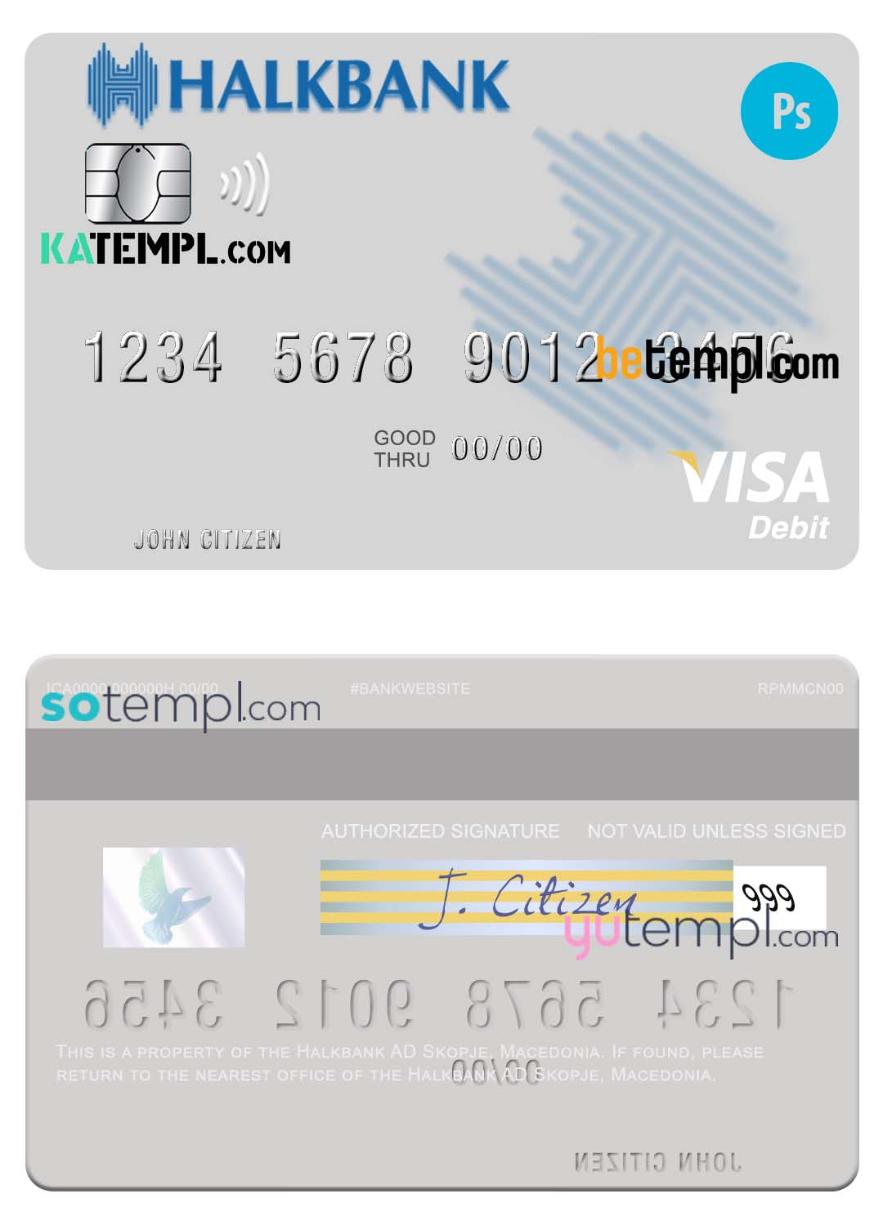 HALKBANK
Ps
KATEMPL.COM
1234 5678 9012 3456
betempl.com
GOOD THRU 00/00
VISA
Debit
JOHN CITIZEN
ICA0000 000000H 00/00 #BANKWEBSITE RPMMCN00
sotempl.com
AUTHORIZED SIGNATURE NOT VALID UNLESS SIGNED
J. Citizen 999
yutempl.com
1234 5678 9012 3456
THIS IS A PROPERTY OF THE HALKBANK AD SKOPJE, MACEDONIA. IF FOUND, PLEASE
RETURN TO THE NEAREST OFFICE OF THE HALKBANK AD SKOPJE, MACEDONIA.
00/00
JOHN CITIZEN